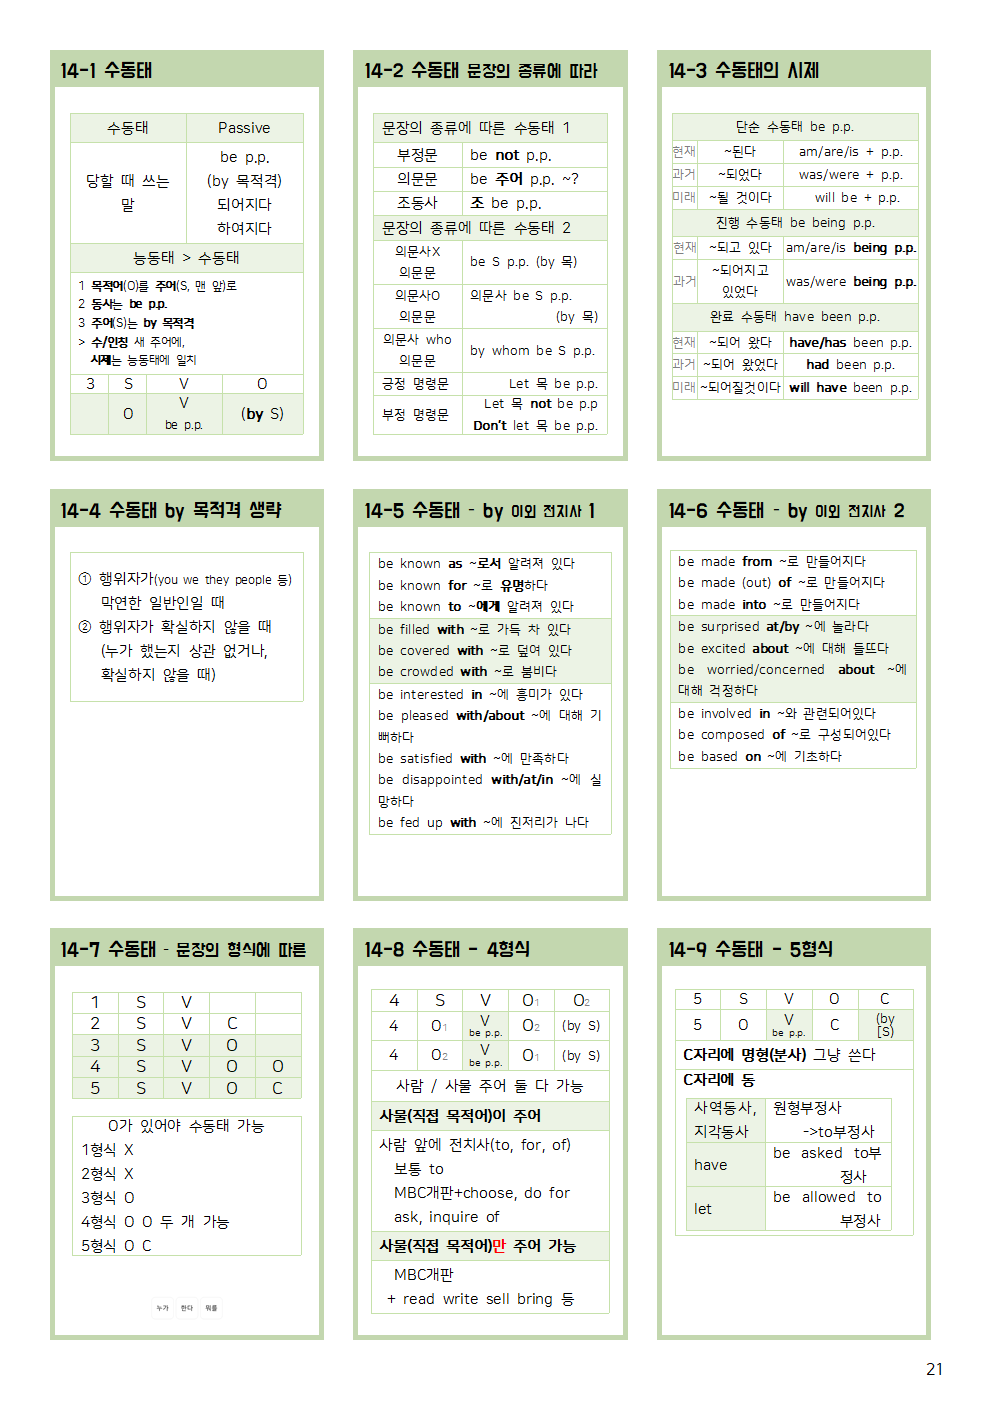 14-1 수동태
수동태 Passive
당할 때 쓰는
말
be p.p.
(by 목적격)
되어지다
하여지다
능동태 > 수동태
1 목적어(O)를 주어(S, 맨 앞)로
2 동사는 be p.p.
3 주어(S)는 by 목적격
> 수/인칭 새 주어에,
시제는 능동태에 일치
3 S V O
O V (by S)
be p.p.
14-2 수동태 문장의 종류에 따라
문장의 종류에 따른 수동태 1
부정문 be not p.p.
의문문 be 주어 p.p. ~?
조동사 조 be p.p.
문장의 종류에 따른 수동태 2
의문사X
의문문
be S p.p. (by 목)
의문사O
의문문
의문사 be S p.p.
(by 목)
의문사 who
의문문
by whom be S p.p.
긍정 명령문 Let 목 be p.p.
부정 명령문
Let 목 not be p.p
Don't let 목 be p.p.
14-3 수동태의 시제
단순 수동태 be p.p.
현재 ~된다 am/are/is + p.p.
과거 ~되었다 was/were + p.p.
미래 ~될 것이다 will be + p.p.
진행 수동태 be being p.p.
현재 ~되고 있다 am/are/is being p.p.
과거
~되어지고
있었다
was/were being p.p.
완료 수동태 have been p.p.
현재 ~되어 왔다 have/has been p.p.
과거 ~되어 왔었다 had been p.p.
미래 ~되어질것이다 will have been p.p.
14-4 수동태 by 목적격 생략
① 행위자가(you we they people 등)
막연한 일반인일 때
② 행위자가 확실하지 않을 때
(누가 했는지 상관 없거나,
확실하지 않을 때)
14-5 수동태 - by 이외 전치사 1
be known as ~로서 알려져 있다
be known for ~로 유명하다
be known to ~에게 알려져 있다
be filled with ~로 가득 차 있다
be covered with ~로 덮여 있다
be crowded with ~로 붐비다
be interested in ~에 흥미가 있다
be pleased with/about ~에 대해 기
뻐하다
be satisfied with ~에 만족하다
be disappointed with/at/in ~에 실
망하다
be fed up with ~에 진저리가 나다
14-6 수동태 - by 이외 전치사 2
be made from ~로 만들어지다
be made (out) of ~로 만들어지다
be made into ~로 만들어지다
be surprised at/by ~에 놀라다
be excited about ~에 대해 들뜨다
be worried/concerned about ~에
대해 걱정하다
be involved in ~와 관련되어있다
be composed of ~로 구성되어있다
be based on ~에 기초하다
14-7 수동태 - 문장의 형식에 따른
1 S V
2 S V C
3 S V O
4 S V O O
5 S V O C
O가 있어야 수동태 가능
1형식 X
2형식 X
3형식 O
4형식 O O 두 개 가능
5형식 O C
누가 한다 뭐를
14-8 수동태 - 4형식
4 S V O1 O2
4 O1 V O2 (by S)
be p.p.
4 O2 V O1 (by S)
be p.p.
사람 / 사물 주어 둘 다 가능
사물(직접 목적어)이 주어
사람 앞에 전치사(to, for, of)
보통 to
MBC개판+choose, do for
ask, inquire of
사물(직접 목적어)만 주어 가능
MBC개판
+ read write sell bring 등
14-9 수동태 - 5형식
5 S V O C
5 O V C (by
be p.p. [S)
C자리에 명형(분사) 그냥 쓴다
C자리에 동
사역동사,
지각동사
원형부정사
->to부정사
have
be asked to부
정사
let
be allowed to
부정사
21